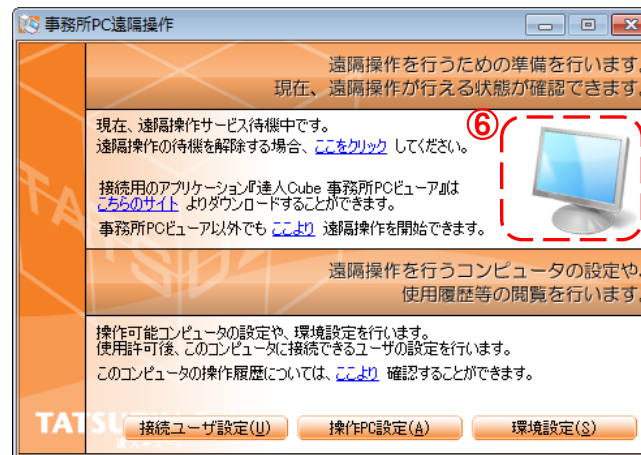 事務所PC遠隔操作
遠隔操作を行うための準備を行います。
現在、遠隔操作が行える状態が確認できます。
⑥
現在、遠隔操作サービス待機中です。
遠隔操作の待機を解除する場合、ここをクリック してください。
接続用のアプリケーション『達人Cube 事務所PCビューア』は
こちらのサイト よりダウンロードすることができます。
事務所PCビューア以外でも ここより 遠隔操作を開始できます。
遠隔操作を行うコンピュータの設定や、
使用履歴等の閲覧を行います。
操作可能コンピュータの設定や、環境設定を行います。
使用許可後、このコンピュータに接続できるユーザの設定を行います。
このコンピュータの操作履歴については、ここより 確認することができます。
接続ユーザ設定(U) 操作PC設定(A) 環境設定(S)